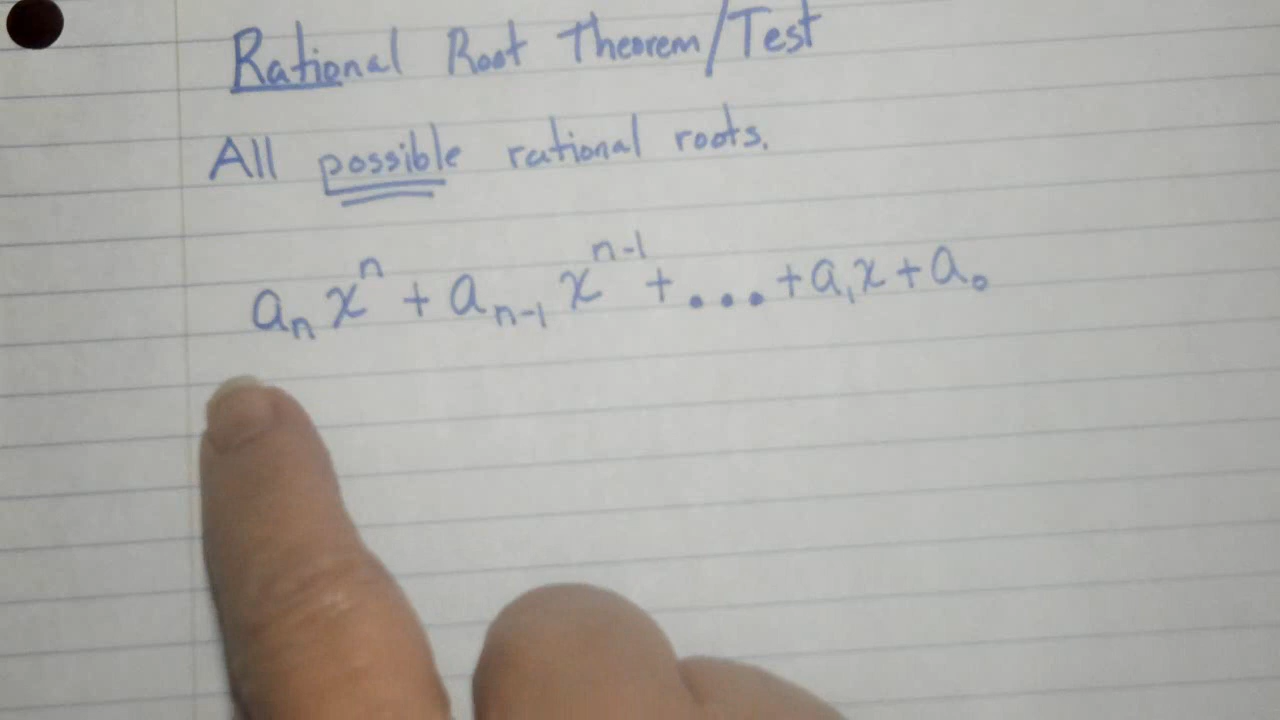 Rational Root Theorem/Test
All possible rational roots.
aₙxⁿ + aₙ₋₁xⁿ⁻¹ + ... + a₁x + a₀